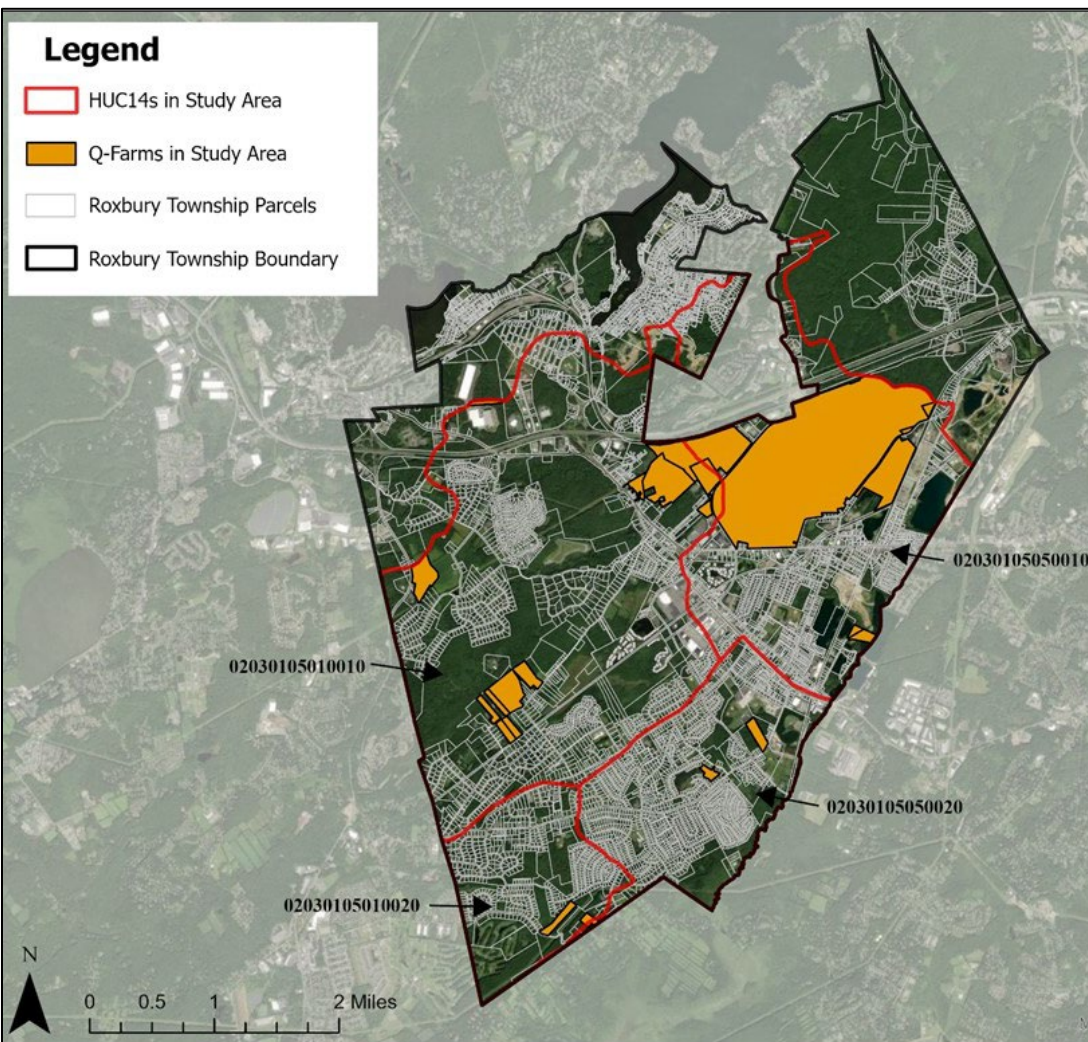 Legend
HUC14s in Study Area
Q-Farms in Study Area
Roxbury Township Parcels
Roxbury Township Boundary
02030105050010
02030105010010
02030105050020
02030105010020
N
0 0.5 1 2 Miles